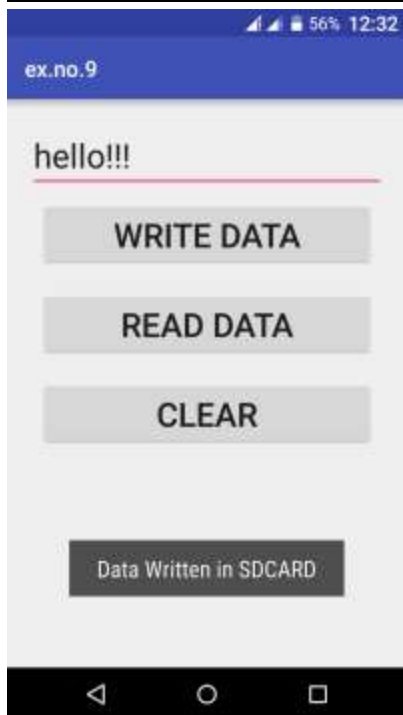 56% 12:32
ex.no.9
hello!!!
WRITE DATA
READ DATA
CLEAR
Data Written in SDCARD